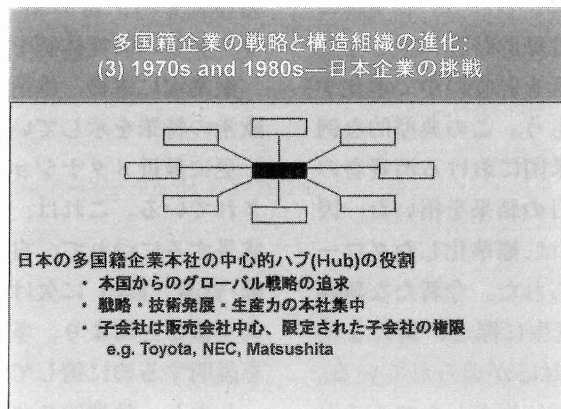 多国籍企業の戦略と構造組織の進化:
(3) 1970s and 1980s—日本企業の挑戦
日本の多国籍企業本社の中心的ハブ(Hub)の役割
・ 本国からのグローバル戦略の追求
・ 戦略・技術発展・生産力の本社集中
・ 子会社は販売会社中心、限定された子会社の権限
e.g. Toyota, NEC, Matsushita